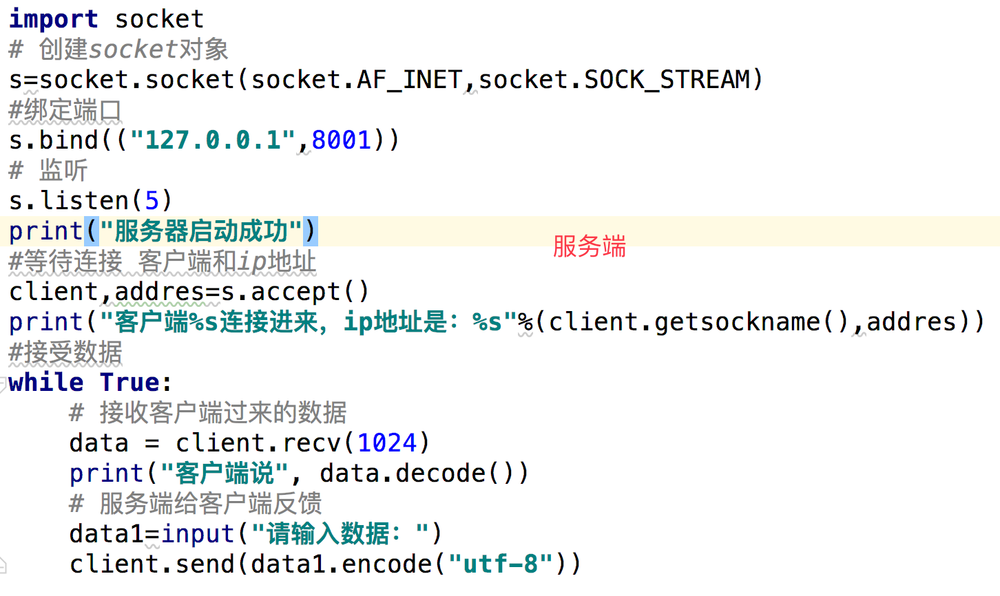 import socket
# 创建socket对象
s=socket.socket(socket.AF_INET,socket.SOCK_STREAM)
#绑定端口
s.bind(("127.0.0.1",8001))
# 监听
s.listen(5)
print("服务器启动成功")
服务端
#等待连接 客户端和ip地址
client,addres=s.accept()
print("客户端%s连接进来，ip地址是：%s"%(client.getsockname(),addres))
#接受数据
while True:
    # 接收客户端过来的数据
    data = client.recv(1024)
    print("客户端说", data.decode())
    # 服务端给客户端反馈
    data1=input("请输入数据：")
    client.send(data1.encode("utf-8"))